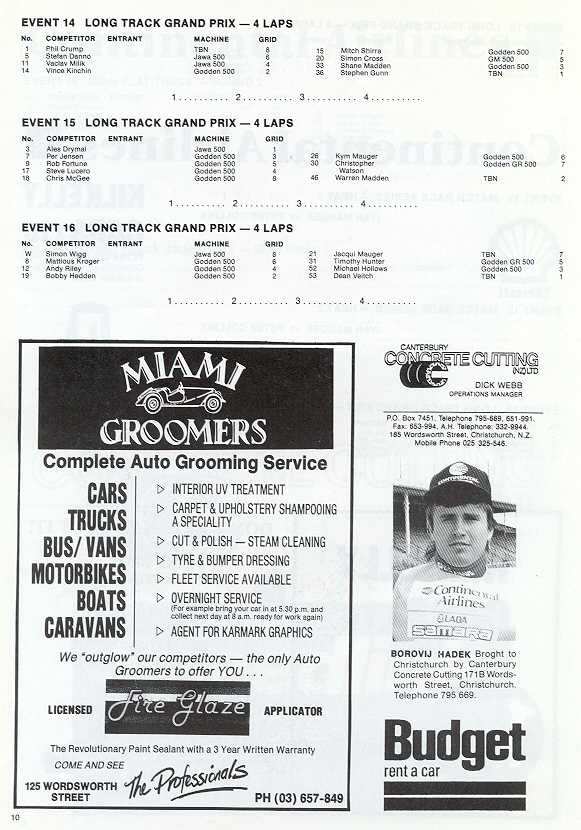 EVENT 14 LONG TRACK GRAND PRIX — 4 LAPS
No. COMPETITOR ENTRANT MACHINE GRID
1 Phil Crump TBN 8
5 Stefan Danno Jawa 500 6
11 Vaclav Milik Jawa 500 4
14 Vince Kinchin Godden 500 2
15 Mitch Shirra Godden 500 7
20 Simon Cross GM 500 5
33 Shane Madden Godden 500 3
36 Stephen Gunn TBN 1
1.......... 2.......... 3.......... 4..........
EVENT 15 LONG TRACK GRAND PRIX — 4 LAPS
No. COMPETITOR ENTRANT MACHINE GRID
3 Ales Drymal Jawa 500 1
7 Per Jensen Godden 500 3
9 Rob Fortune Godden 500 5
17 Steve Lucero Godden 500 4
18 Chris McGee Godden 500 8
26 Kym Mauger Godden 500 6
30 Christopher Godden GR 500 7
Watson
46 Warren Madden TBN 2
1.......... 2.......... 3.......... 4..........
EVENT 16 LONG TRACK GRAND PRIX — 4 LAPS
No. COMPETITOR ENTRANT MACHINE GRID
W Simon Wigg Jawa 500 8
6 Mattious Kroger Godden 500 6
12 Andy Riley Godden 500 4
19 Bobby Hedden Godden 500 2
21 Jacqui Mauger TBN 7
31 Timothy Hunter Godden GR 500 5
52 Michael Hollows Godden 500 3
53 Dean Veitch TBN 1
1.......... 2.......... 3.......... 4..........
MIAMI
GROOMERS
Complete Auto Grooming Service
CARS
TRUCKS
BUS/ VANS
MOTORBIKES
BOATS
CARAVANS
▷ INTERIOR UV TREATMENT
▷ CARPET & UPHOLSTERY SHAMPOOING
A SPECIALITY
▷ CUT & POLISH – STEAM CLEANING
▷ TYRE & BUMPER DRESSING
▷ FLEET SERVICE AVAILABLE
▷ OVERNIGHT SERVICE
(For example bring your car in at 5.30 p.m. and
collect next day at 8 a.m. ready for work again)
▷ AGENT FOR KARMARK GRAPHICS
We "outglow" our competitors — the only Auto
Groomers to offer YOU . . .
LICENSED Fire Glaze APPLICATOR
The Revolutionary Paint Sealant with a 3 Year Written Warranty
COME AND SEE
125 WORDSWORTH
STREET
The Professionals
PH (03) 657-849
10
CANTERBURY
CONCRETE CUTTING
(NZ) LTD
DICK WEBB
OPERATIONS MANAGER
P.O. Box 7451, Telephone 795-669, 651-991.
Fax: 653-994, A.H. Telephone: 332-9944.
185 Wordsworth Street, Christchurch, N.Z.
Mobile Phone 025 325-546.
CONTINENTAL
Continental
Airlines
LADA
SAMARA
BOROVIJ HADEK Broght to
Christchurch by Canterbury
Concrete Cutting 171B Words-
worth Street, Christchurch.
Telephone 795 669.
Budget
rent a car